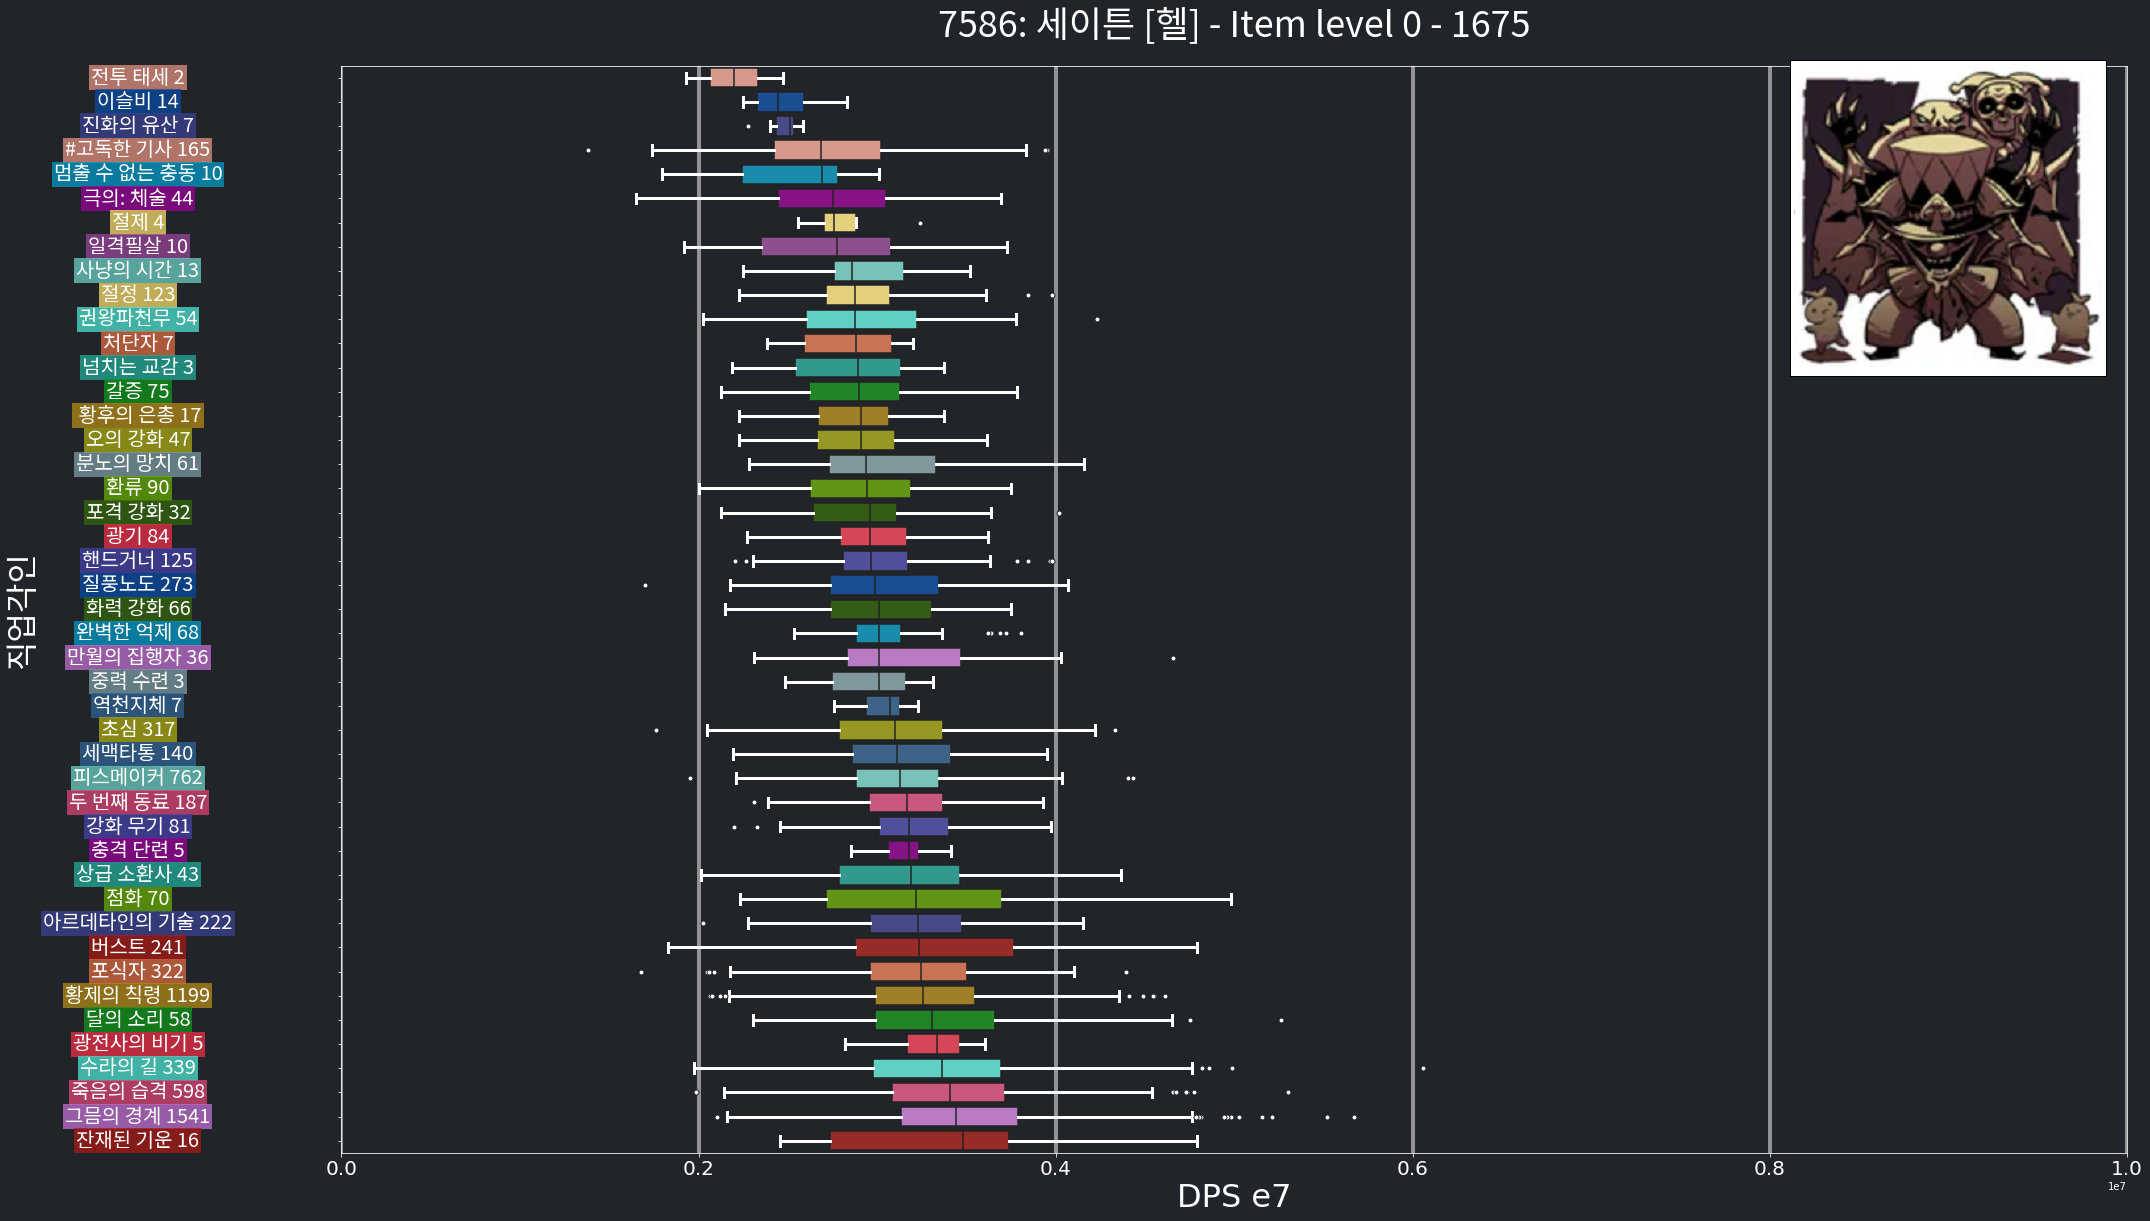 7586: 세이튼 [헬] - Item level 0 - 1675
전투 태세 2
이슬비 14
진화의 유산 7
#고독한 기사 165
멈출 수 없는 충동 10
극의: 체술 44
절제 4
일격필살 10
사냥의 시간 13
절정 123
권왕파천무 54
처단자 7
넘치는 교감 3
갈증 75
황후의 은총 17
오의 강화 47
분노의 망치 61
환류 90
포격 강화 32
광기 84
핸드거너 125
질풍노도 273
화력 강화 66
완벽한 억제 68
만월의 집행자 36
중력 수련 3
역천지체 7
초심 317
세맥타통 140
피스메이커 762
두 번째 동료 187
강화 무기 81
충격 단련 5
상급 소환사 43
점화 70
아르데타인의 기술 222
버스트 241
포식자 322
황제의 칙령 1199
달의 소리 58
광전사의 비기 5
수라의 길 339
죽음의 습격 598
그믐의 경계 1541
잔재된 기운 16
직업각인
0.0 0.2 0.4 0.6 0.8 1.0
1e7
DPS e7